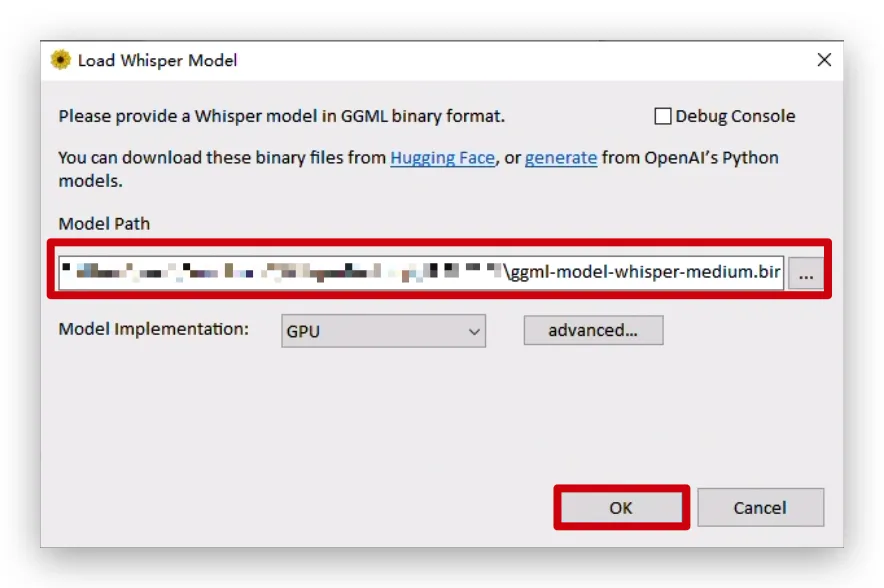 Load Whisper Model
Please provide a Whisper model in GGML binary format.
Debug Console
You can download these binary files from Hugging Face, or generate from OpenAI's Python
models.
Model Path
\ggml-model-whisper-medium.bin
...
Model Implementation:
GPU
advanced...
OK
Cancel